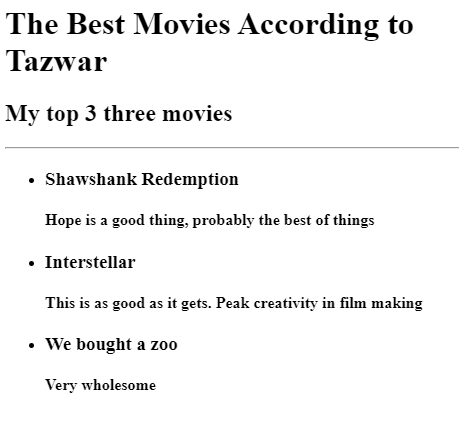 The Best Movies According to
Tazwar
My top 3 three movies
Shawshank Redemption
Hope is a good thing, probably the best of things
Interstellar
This is as good as it gets. Peak creativity in film making
We bought a zoo
Very wholesome